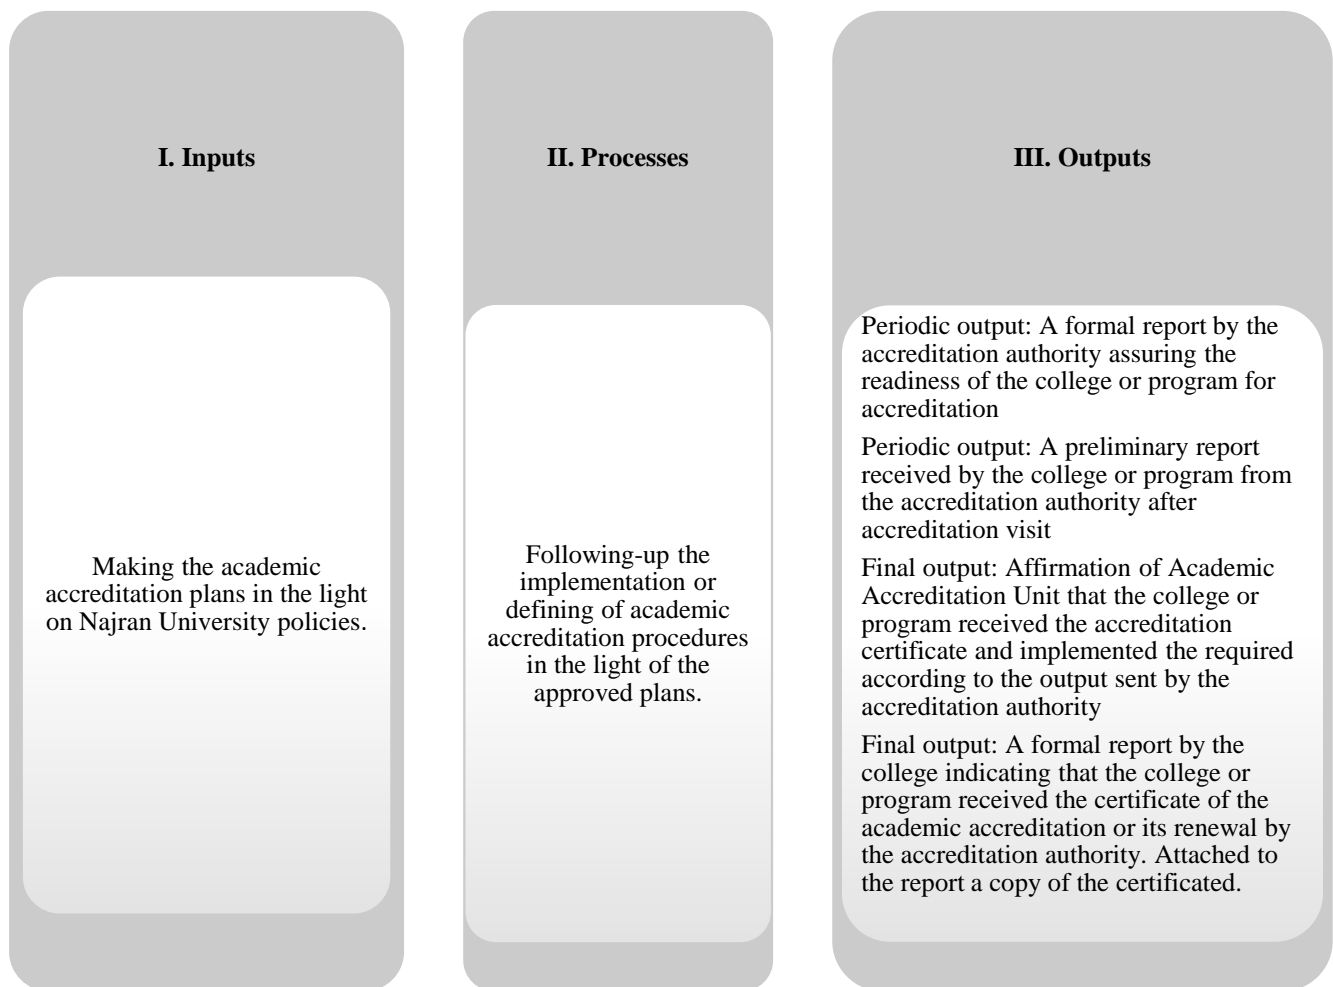 I. Inputs
Making the academic
accreditation plans in the light
on Najran University policies.
II. Processes
Following-up the
implementation or
defining of academic
accreditation procedures
in the light of the
approved plans.
III. Outputs
Periodic output: A formal report by the
accreditation authority assuring the
readiness of the college or program for
accreditation
Periodic output: A preliminary report
received by the college or program from
the accreditation authority after
accreditation visit
Final output: Affirmation of Academic
Accreditation Unit that the college or
program received the accreditation
certificate and implemented the required
according to the output sent by the
accreditation authority
Final output: A formal report by the
college indicating that the college or
program received the certificate of the
academic accreditation or its renewal by
the accreditation authority. Attached to
the report a copy of the certificated.